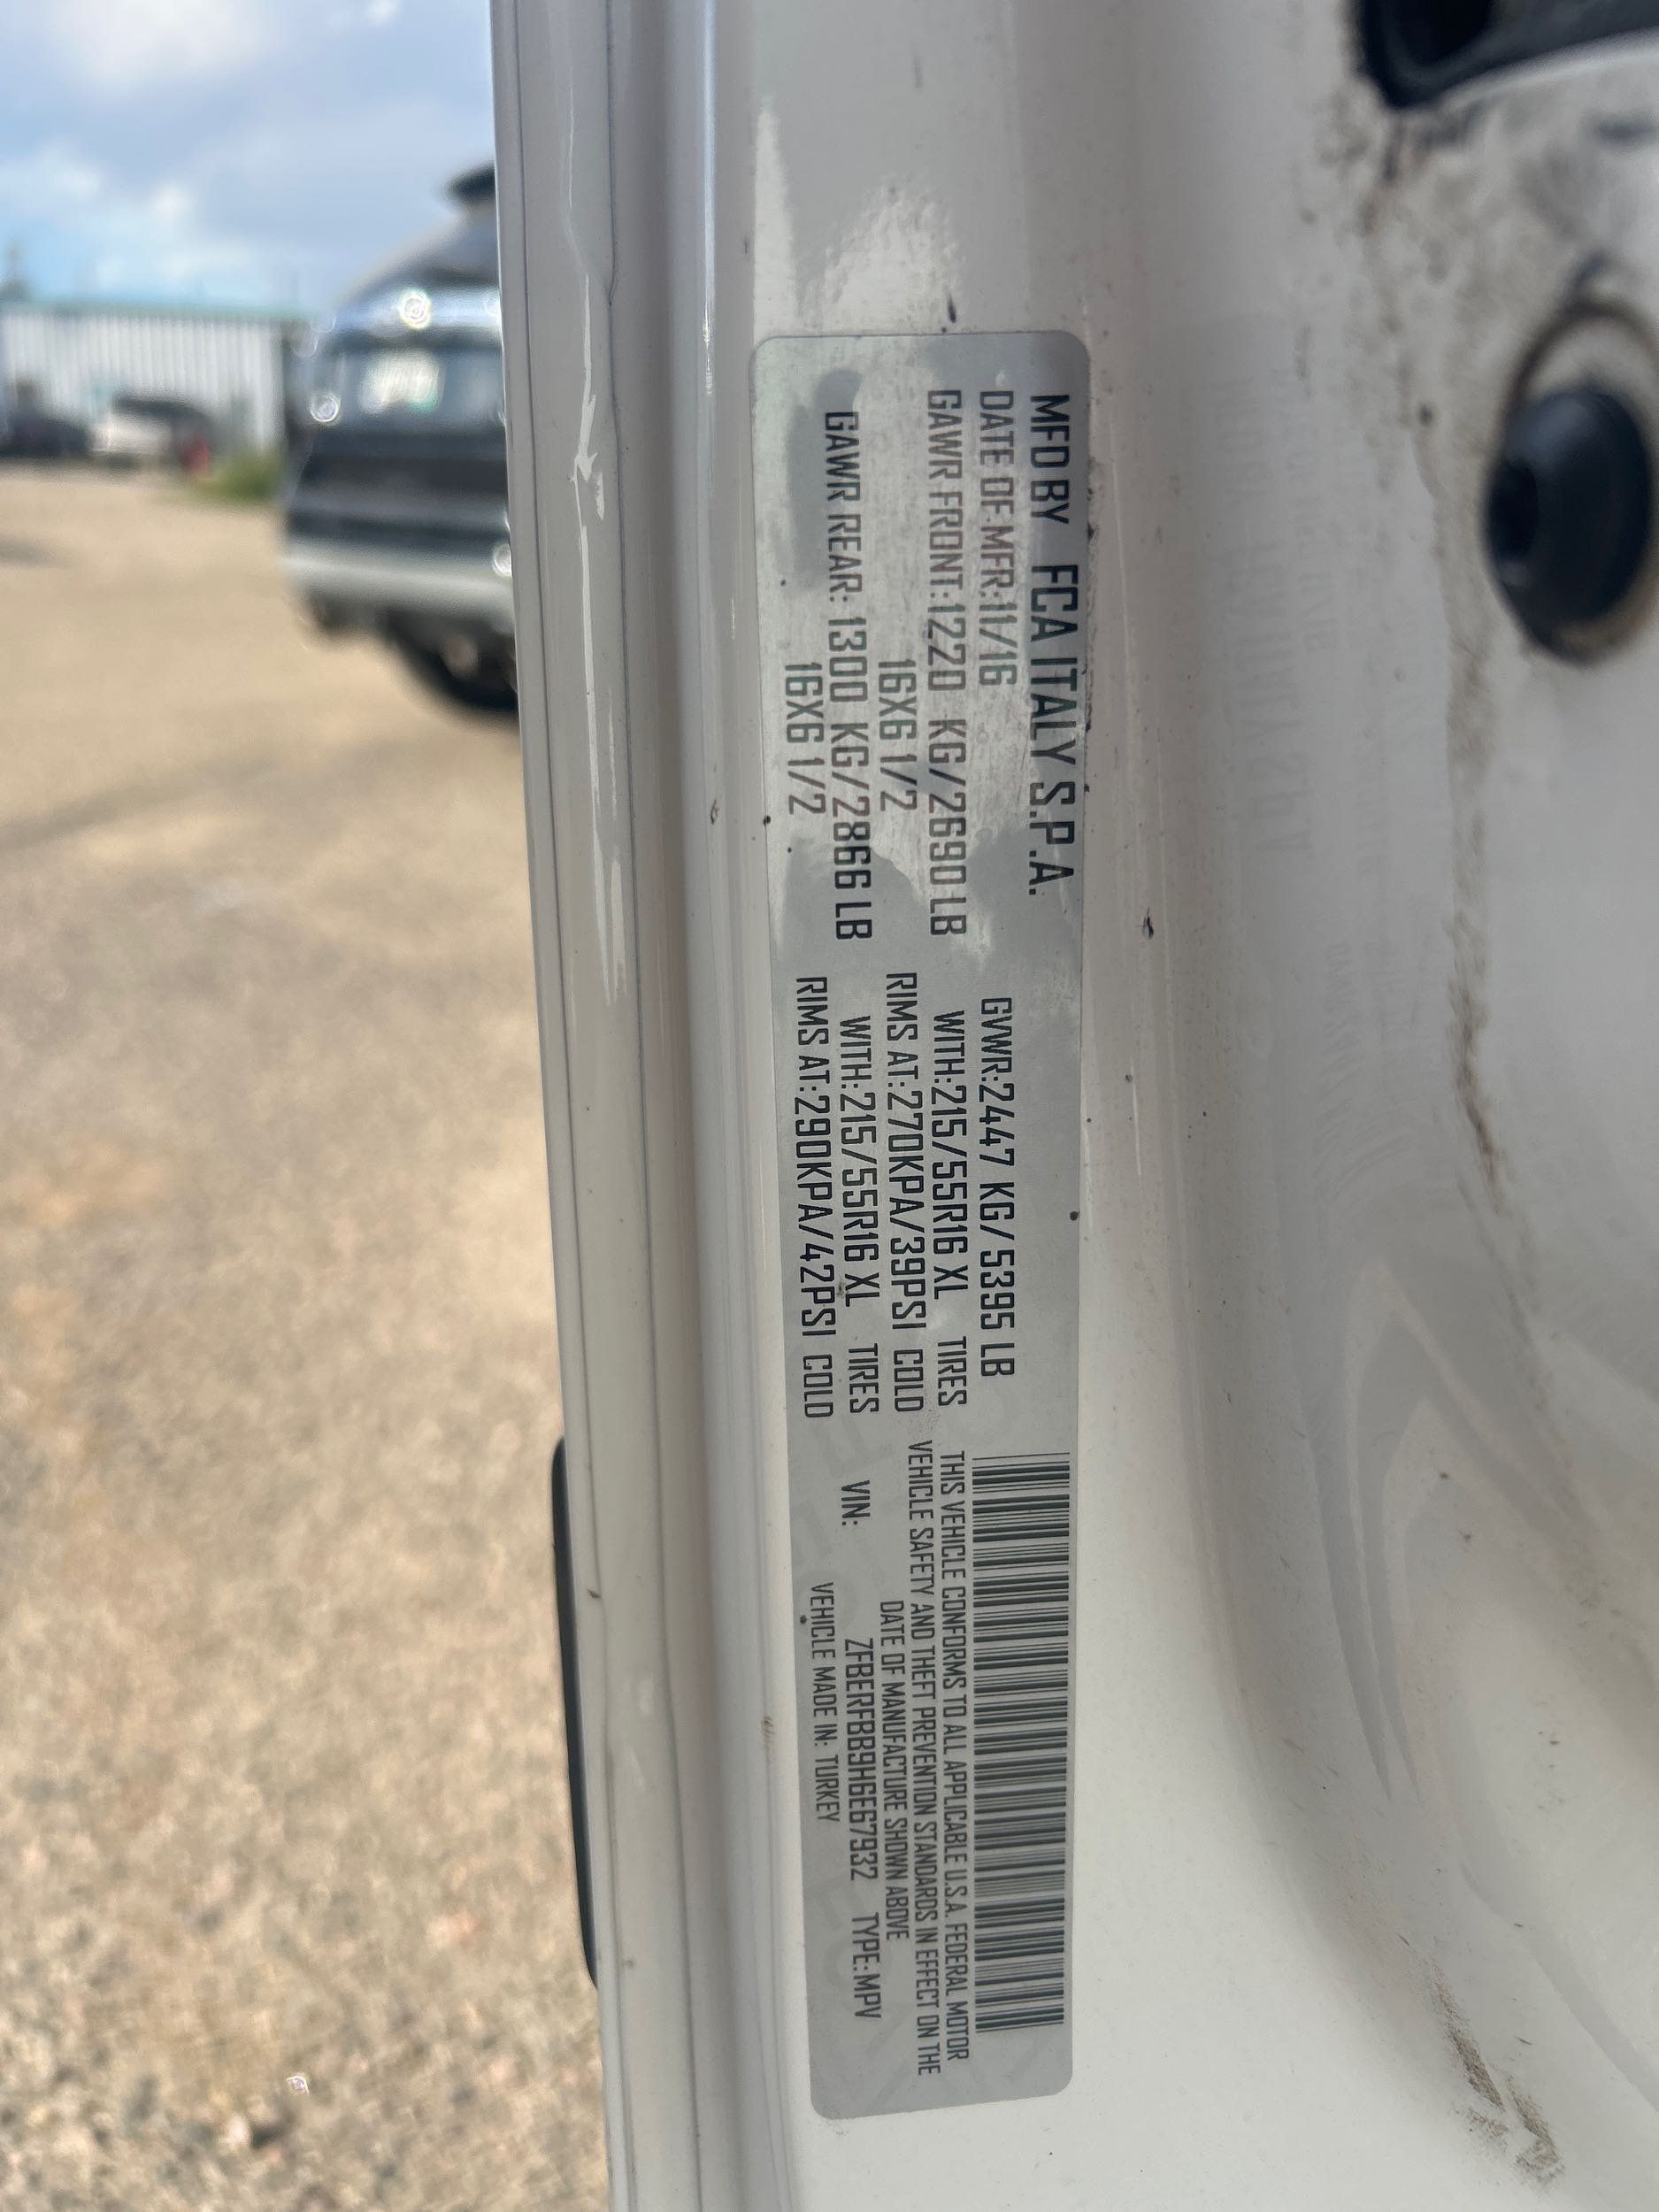 MFD BY FCA ITALY S.P.A.
DATE OF MFR:11/16 GVWR:2447 KG/ 5395 LB
GAWR FRONT:1220 KG/2690 LB WITH:215/55R16 XL TIRES
16X6 1/2 RIMS AT:270KPA/39PSI COLD
GAWR REAR: 1300 KG/2866 LB WITH:215/55R16 XL TIRES
16X6 1/2 RIMS AT:290KPA/42PSI COLD
THIS VEHICLE CONFORMS TO ALL APPLICABLE U.S.A. FEDERAL MOTOR
VEHICLE SAFETY AND THEFT PREVENTION STANDARDS IN EFFECT ON THE
DATE OF MANUFACTURE SHOWN ABOVE
VIN: ZFBERFBB9H6E67932 TYPE:MPV
VEHICLE MADE IN: TURKEY